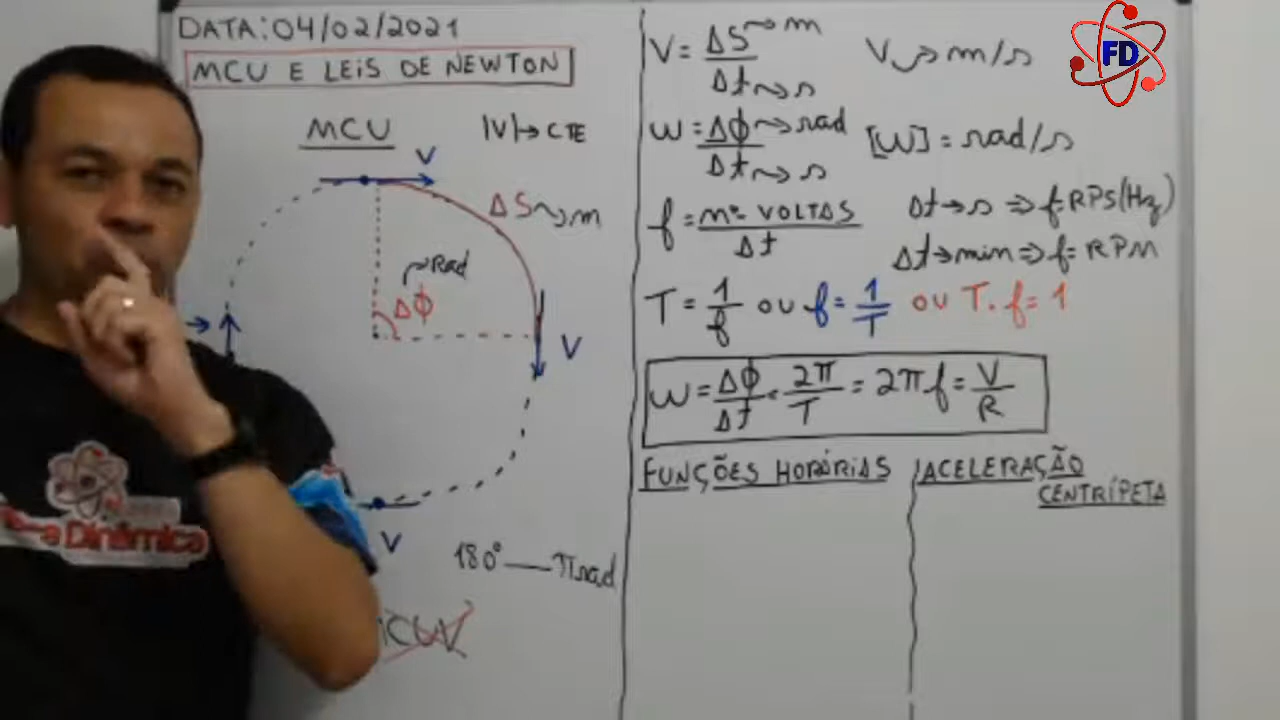 DATA: 04/02/2021
MCU E LEIS DE NEWTON
MCU |V|→ CTE
V
ΔS~m
Rad
ΔΦ
V
V
180° — π rad
MCUV
V = ΔS~m / Δt~s V~m/s
W = ΔΦ~rad / Δt~s [W] = rad/s
f = nº VOLTAS / Δt Δt→s ⇒ f=RPS(Hz)
Δt→min ⇒ f= RPM
T = 1/f OU f = 1/T OU T. f = 1
W = ΔΦ/Δt = 2π/T = 2πf = V/R
FUNÇÕES HORÁRIAS
ACELERAÇÃO
CENTRÍPETA
FD
a Dinâmica